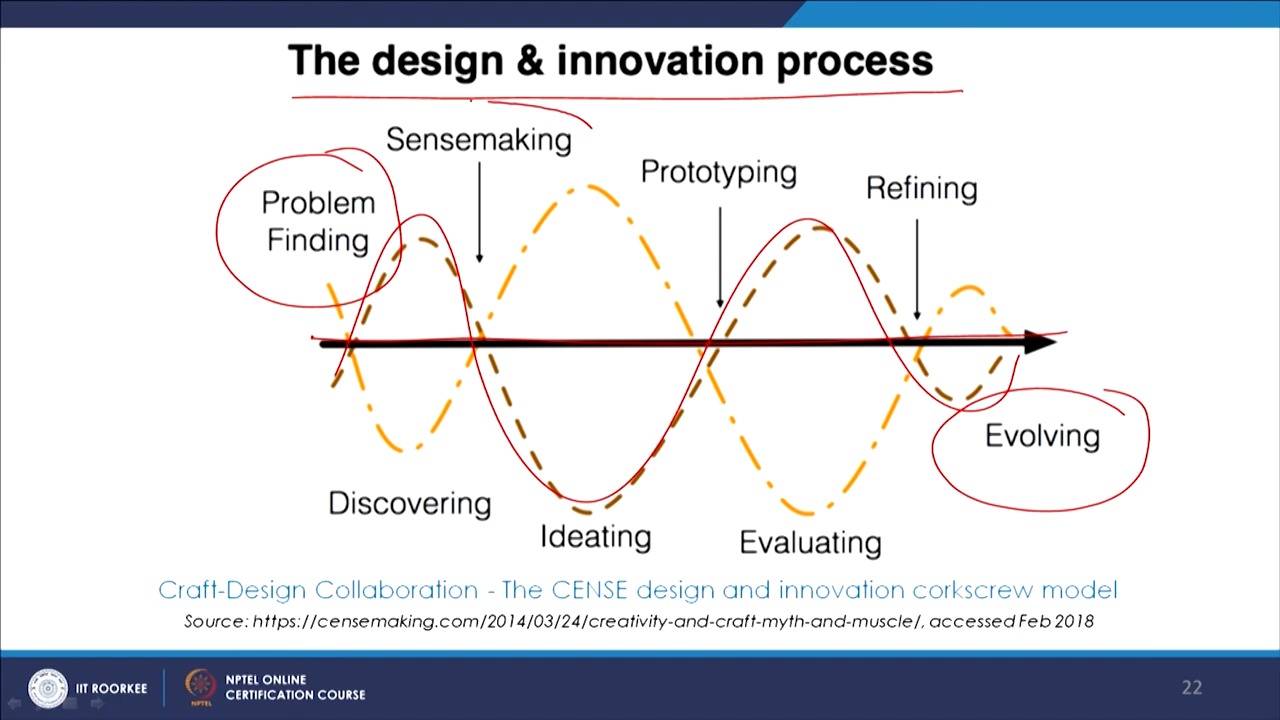 The design & innovation process
Sensemaking
Prototyping
Refining
Problem
Finding
Evolving
Discovering
Ideating
Evaluating
Craft-Design Collaboration - The CENSE design and innovation corkscrew model
Source: https://censemaking.com/2014/03/24/creativity-and-craft-myth-and-muscle/, accessed Feb 2018
IIT ROORKEE
NPTEL
NPTEL ONLINE
CERTIFICATION COURSE
22